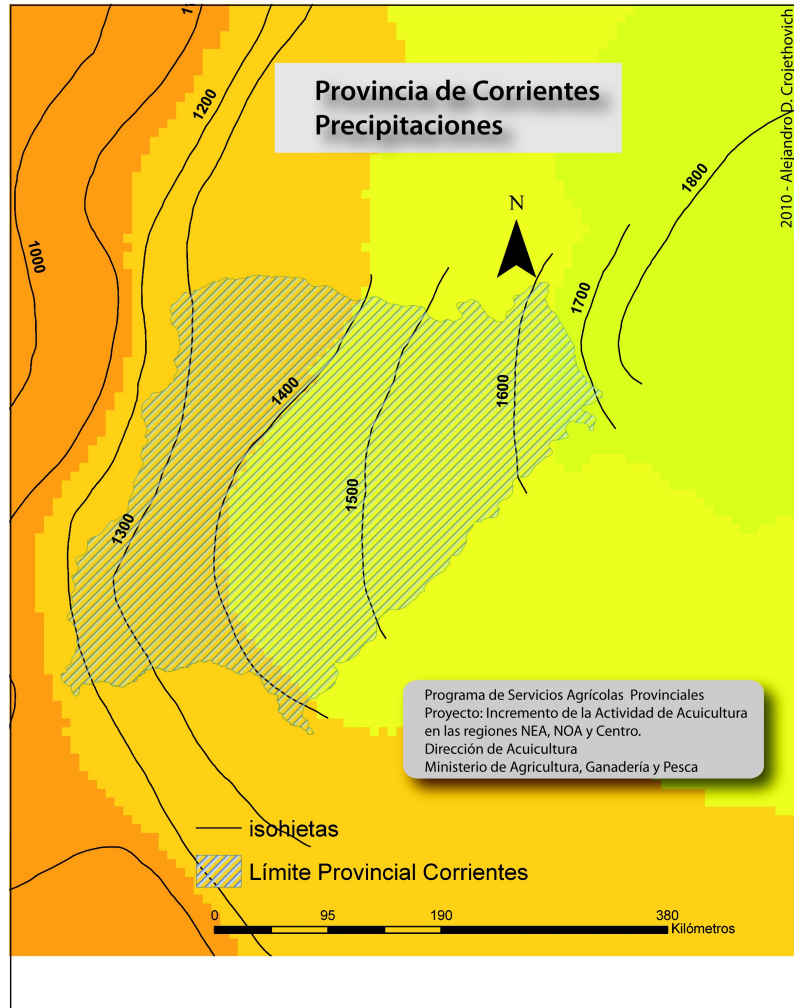 Provincia de Corrientes
Precipitaciones
2010 - Alejandro D. Crojethovich
N
1200
1000
1800
1700
1600
1400
1500
1300
Programa de Servicios Agrícolas Provinciales
Proyecto: Incremento de la Actividad de Acuicultura
en las regiones NEA, NOA y Centro.
Dirección de Acuicultura
Ministerio de Agricultura, Ganadería y Pesca
isohietas
Límite Provincial Corrientes
0 95 190 380
Kilómetros